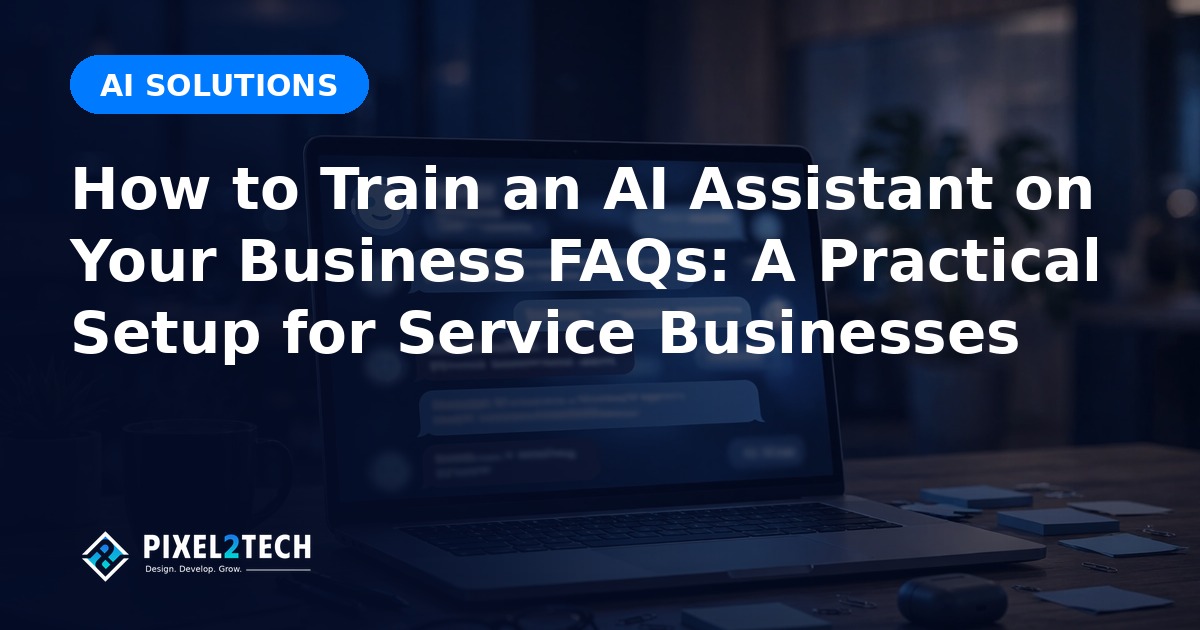 AI SOLUTIONS
How to Train an AI Assistant on
Your Business FAQs: A Practical
Setup for Service Businesses
PIXEL2TECH
Design. Develop. Grow.